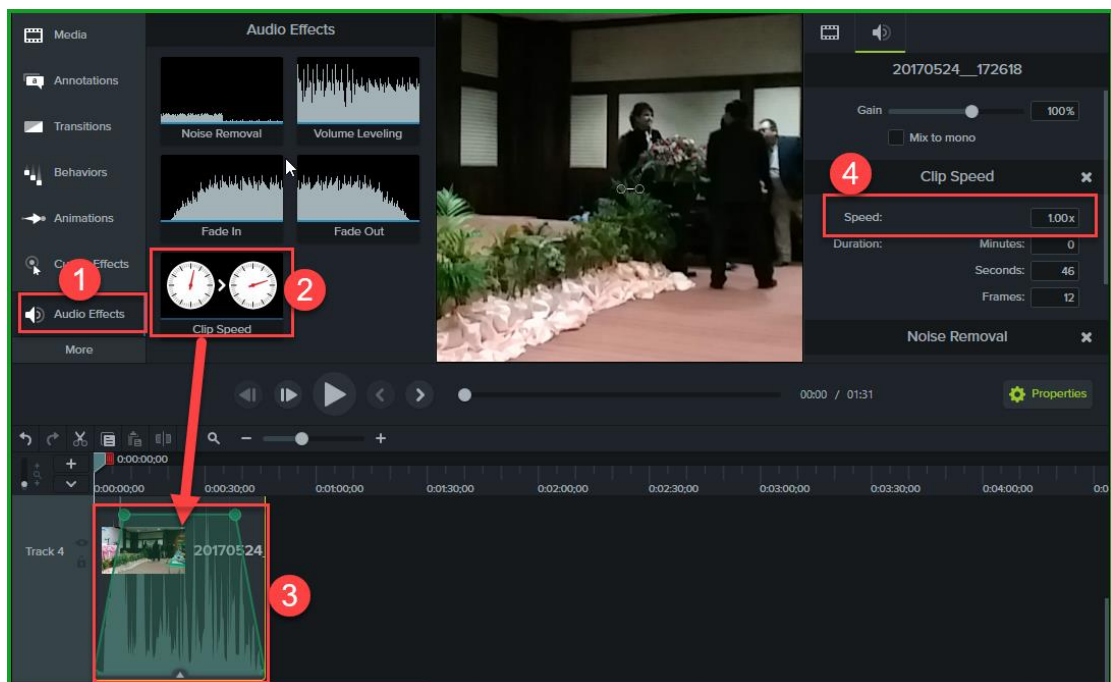 Media
Annotations
Transitions
Behaviors
Animations
Effects
1
Audio Effects
More
Audio Effects
Noise Removal
Volume Leveling
Fade In
Fade Out
2
Clip Speed
20170524__172618
Gain
100%
Mix to mono
4
Clip Speed
Speed:
1.00x
Duration:
Minutes:
0
Seconds:
46
Frames:
12
Noise Removal
00:00 / 01:31
Properties
0:00:00;00
0:00:00;00
0:00:30;00
0:01:00;00
0:01:30;00
0:02:00;00
0:02:30;00
0:03:00;00
0:03:30;00
0:04:00;00
0:0
Track 4
20170524_
3